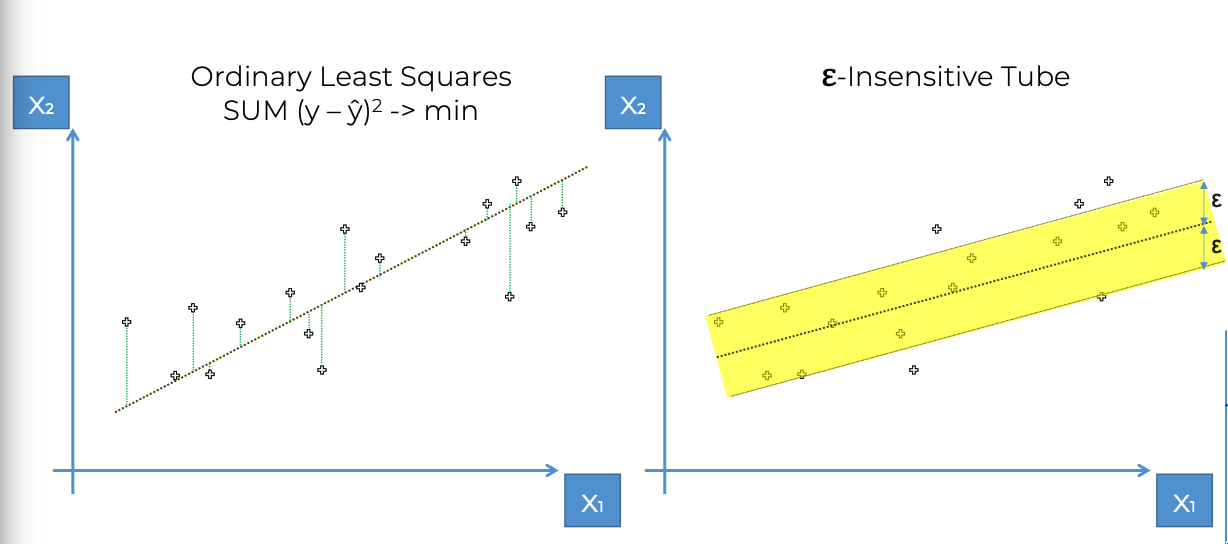 Ordinary Least Squares
SUM (y – ŷ)² -> min
X₂
X₁
ε-Insensitive Tube
X₂
ε
ε
X₁